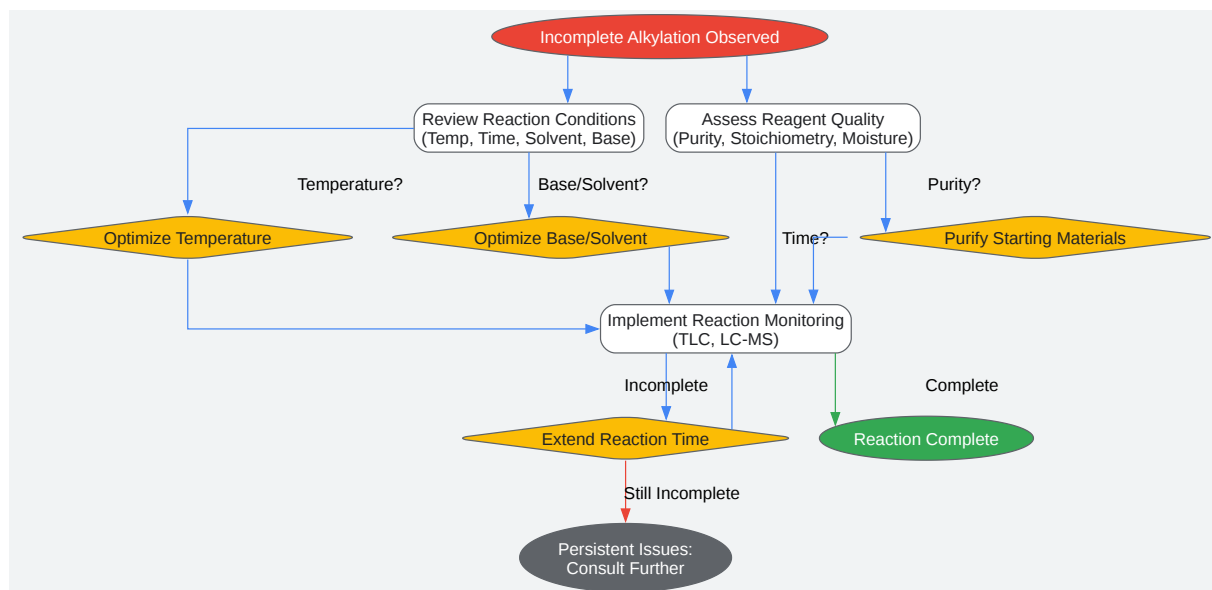 Incomplete Alkylation Observed
Review Reaction Conditions
(Temp, Time, Solvent, Base)
Assess Reagent Quality
(Purity, Stoichiometry, Moisture)
Temperature?
Base/Solvent?
Purity?
Optimize Temperature
Optimize Base/Solvent
Time?
Purify Starting Materials
Implement Reaction Monitoring
(TLC, LC-MS)
Incomplete
Complete
Extend Reaction Time
Reaction Complete
Still Incomplete
Persistent Issues:
Consult Further